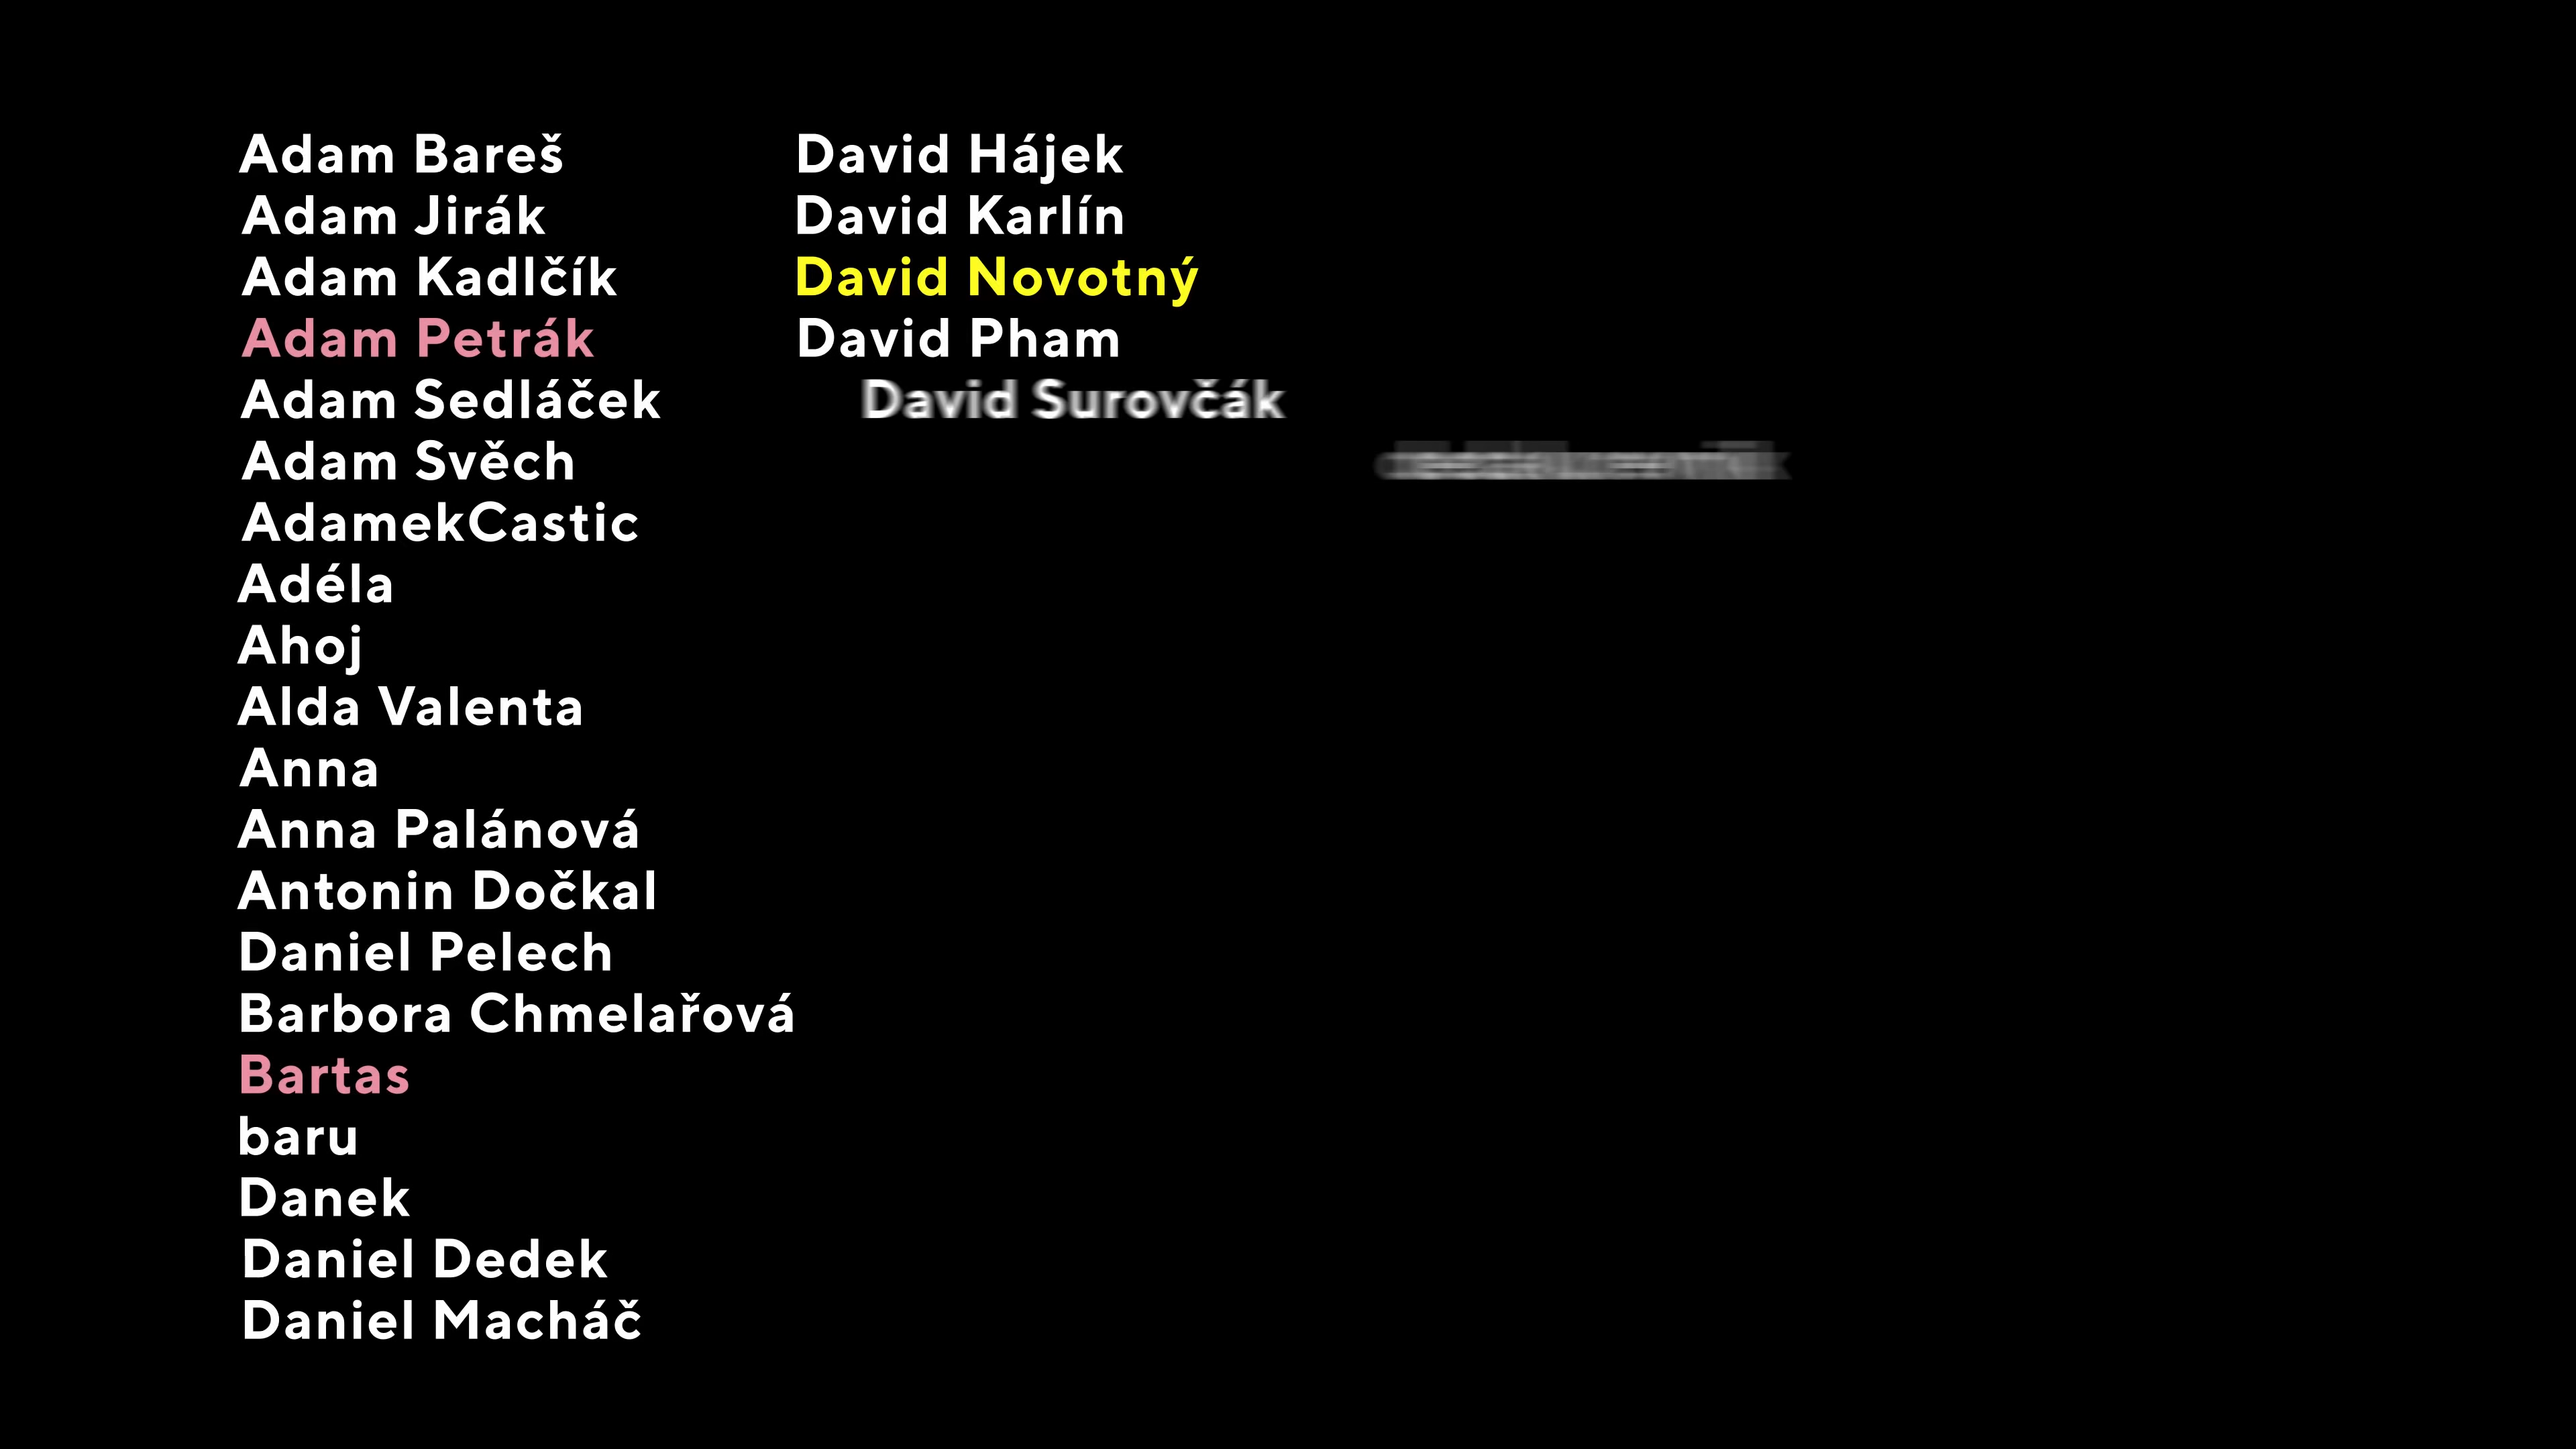 Adam Bareš
Adam Jirák
Adam Kadlčík
Adam Petrák
Adam Sedláček
Adam Svěch
AdamekCastic
Adéla
Ahoj
Alda Valenta
Anna
Anna Palánová
Antonin Dočkal
Daniel Pelech
Barbora Chmelařová
Bartas
baru
Danek
Daniel Dedek
Daniel Macháč
David Hájek
David Karlín
David Novotný
David Pham
David Surovčák